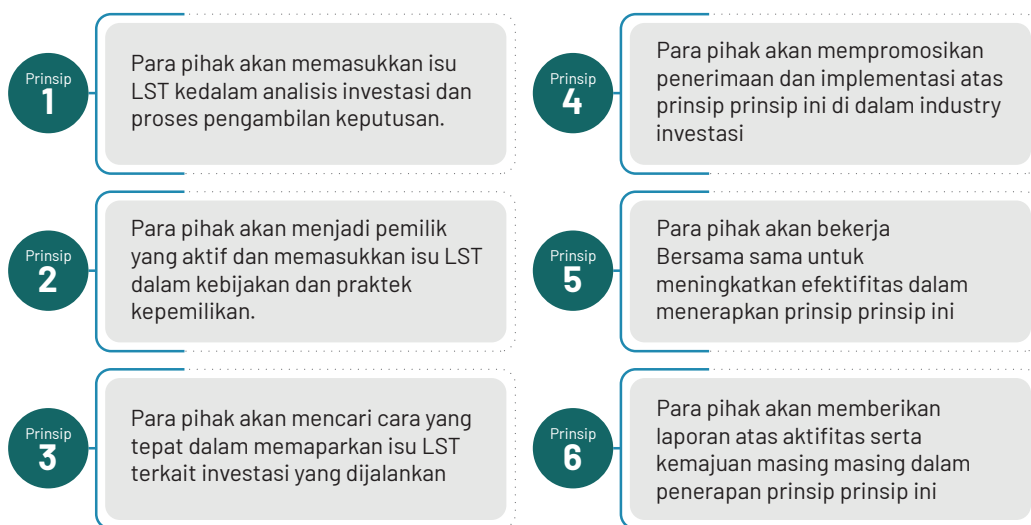 Prinsip
1
Para pihak akan memasukkan isu
LST kedalam analisis investasi dan
proses pengambilan keputusan.
Prinsip
2
Para pihak akan menjadi pemilik
yang aktif dan memasukkan isu LST
dalam kebijakan dan praktek
kepemilikan.
Prinsip
3
Para pihak akan mencari cara yang
tepat dalam memaparkan isu LST
terkait investasi yang dijalankan
Prinsip
4
Para pihak akan mempromosikan
penerimaan dan implementasi atas
prinsip prinsip ini di dalam industry
investasi
Prinsip
5
Para pihak akan bekerja
Bersama sama untuk
meningkatkan efektifitas dalam
menerapkan prinsip prinsip ini
Prinsip
6
Para pihak akan memberikan
laporan atas aktifitas serta
kemajuan masing masing dalam
penerapan prinsip prinsip ini